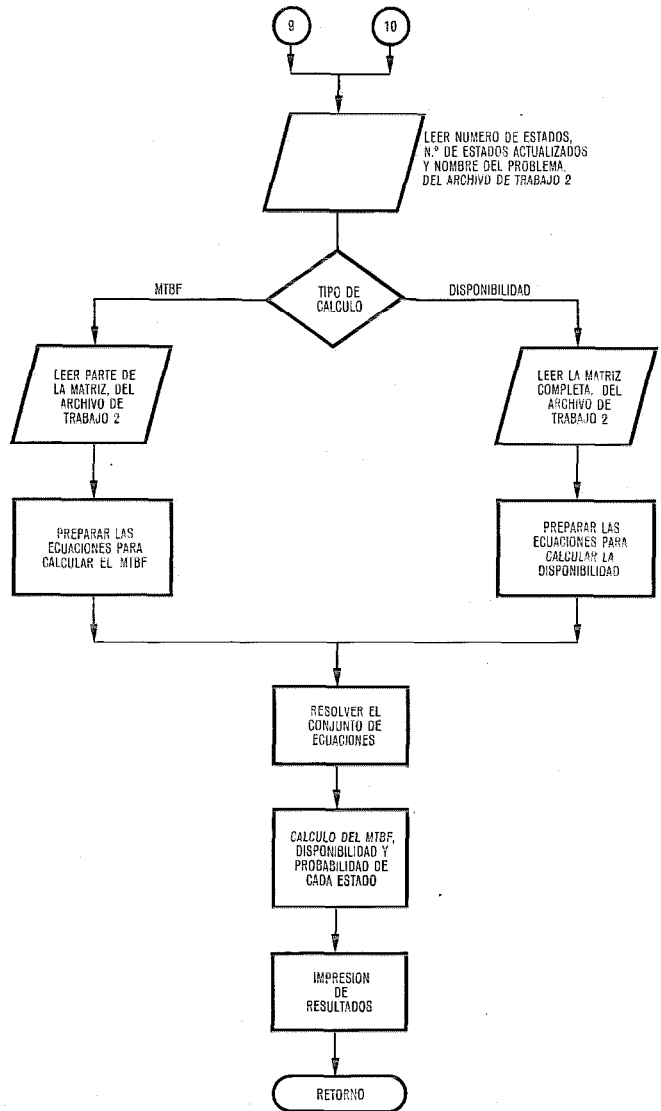 9
10
LEER NUMERO DE ESTADOS,
N.º DE ESTADOS ACTUALIZADOS
Y NOMBRE DEL PROBLEMA,
DEL ARCHIVO DE TRABAJO 2
MTBF
TIPO DE
CALCULO
DISPONIBILIDAD
LEER PARTE DE
LA MATRIZ, DEL
ARCHIVO DE
TRABAJO 2
LEER LA MATRIZ
COMPLETA, DEL
ARCHIVO DE
TRABAJO 2
PREPARAR LAS
ECUACIONES PARA
CALCULAR EL MTBF
PREPARAR LAS
ECUACIONES PARA
CALCULAR LA
DISPONIBILIDAD
RESOLVER EL
CONJUNTO DE
ECUACIONES
CALCULO DEL MTBF,
DISPONIBILIDAD Y
PROBABILIDAD DE
CADA ESTADO
IMPRESION
DE
RESULTADOS
RETORNO